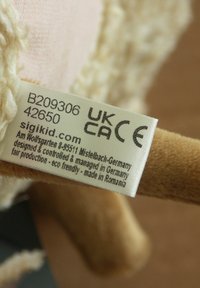 B209306
42650
UK
CA CE
sigikid.com
Am Wolfsgarten 8-95511 Mistelbach-Germany
designed & controlled & managed in Germany
for production - eco friendly - made in Romania